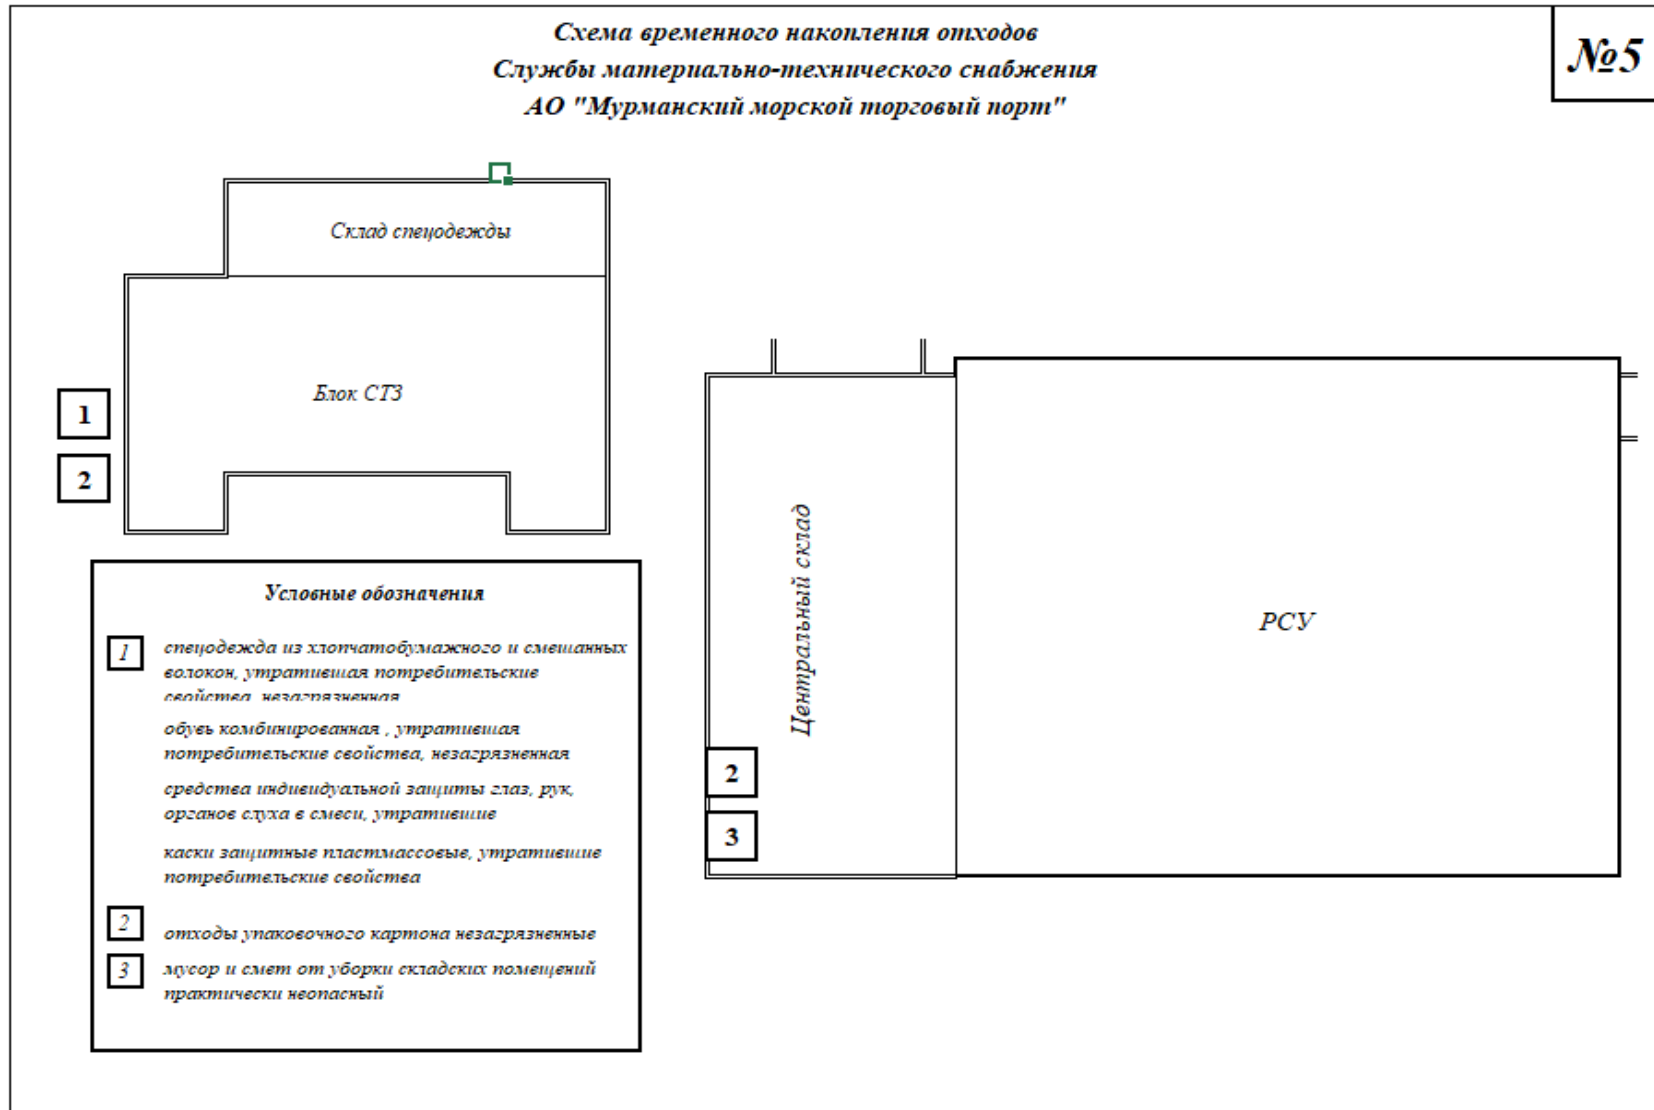 Схема временного накопления отходов
Службы материально-технического снабжения
АО "Мурманский морской торговый порт"
№5
Склад спецодежды
Блок СТЗ
1
2
Центральный склад
РСУ
2
3
Условные обозначения
1
спецодежда из хлопчатобумажного и смешанных
волокон, утратившая потребительские
свойства, незагрязненная
обувь комбинированная , утратившая
потребительские свойства, незагрязненная
средства индивидуальной защиты глаз, рук,
органов слуха в смеси, утратившие
каски защитные пластмассовые, утратившие
потребительские свойства
2
отходы упаковочного картона незагрязненные
3
мусор и смет от уборки складских помещений
практически неопасный